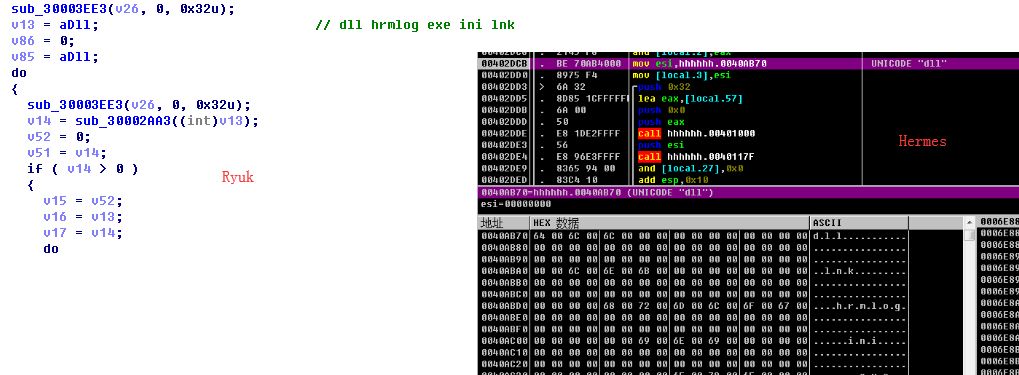 sub_30003EE3(v26, 0, 0x32u);
v13 = aDll; // dll hrmlog exe ini lnk
v86 = 0;
v85 = aDll;
do
{
sub_30003EE3(v26, 0, 0x32u);
v14 = sub_30002AA3((int)v13);
v52 = 0;
v51 = v14;
if ( v14 > 0 )
{
v15 = v52;
v16 = v13;
v17 = v14;
do
Ryuk
and [local.2],eax
00402DCB . BE 70AB4000 mov esi,hhhhhh.0040AB70 UNICODE "dll"
00402DD0 . 8975 F4 mov [local.3],esi
00402DD3 > 6A 32 push 0x32
00402DD5 . 8D85 1CFFFFFF lea eax,[local.57]
00402DDB . 6A 00 push 0x0
00402DDD . 50 push eax
00402DDE . E8 1DE2FFFF call hhhhhh.00401000
00402DE3 . 56 push esi
00402DE4 . E8 96E3FFFF call hhhhhh.0040117F
00402DE9 . 8365 94 00 and [local.27],0x0
00402DED . 83C4 10 add esp,0x10
Hermes
0040AB70=hhhhhh.0040AB70 (UNICODE "dll")
esi=00000000
地址 HEX 数据 ASCII
0040AB70 64 00 6C 00 6C 00 00 00 00 00 00 00 00 00 00 00 d.l.l...........
0040AB80 00 00 00 00 00 00 00 00 00 00 00 00 00 00 00 00 ................
0040AB90 00 00 00 00 00 00 00 00 00 00 00 00 00 00 00 00 ................
0040ABA0 00 00 6C 00 6E 00 6B 00 00 00 00 00 00 00 00 00 ..l.n.k.........
0040ABB0 00 00 00 00 00 00 00 00 00 00 00 00 00 00 00 00 ................
0040ABC0 00 00 00 00 00 00 00 00 00 00 00 00 00 00 00 00 ................
0040ABD0 00 00 00 00 68 00 72 00 6D 00 6C 00 6F 00 67 00 ....h.r.m.l.o.g.
0040ABE0 00 00 00 00 00 00 00 00 00 00 00 00 00 00 00 00 ................
0040ABF0 00 00 00 00 00 00 00 00 00 00 00 00 00 00 00 00 ................
0040AC00 00 00 00 00 00 00 69 00 6E 00 69 00 00 00 00 00 ......i.n.i.....
0040AC10 00 00 00 00 00 00 00 00 00 00 00 00 00 00 00 00 ................
0040AC20 00 00 00 00 00 00 00 00 00 00 00 00 00 00 00 00 ................